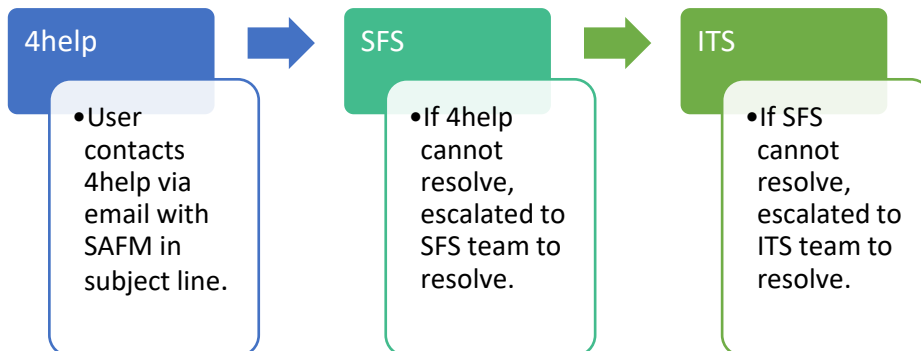 4help
•User
contacts
4help via
email with
SAFM in
subject line.
SFS
•If 4help
cannot
resolve,
escalated to
SFS team to
resolve.
ITS
•If SFS
cannot
resolve,
escalated to
ITS team to
resolve.